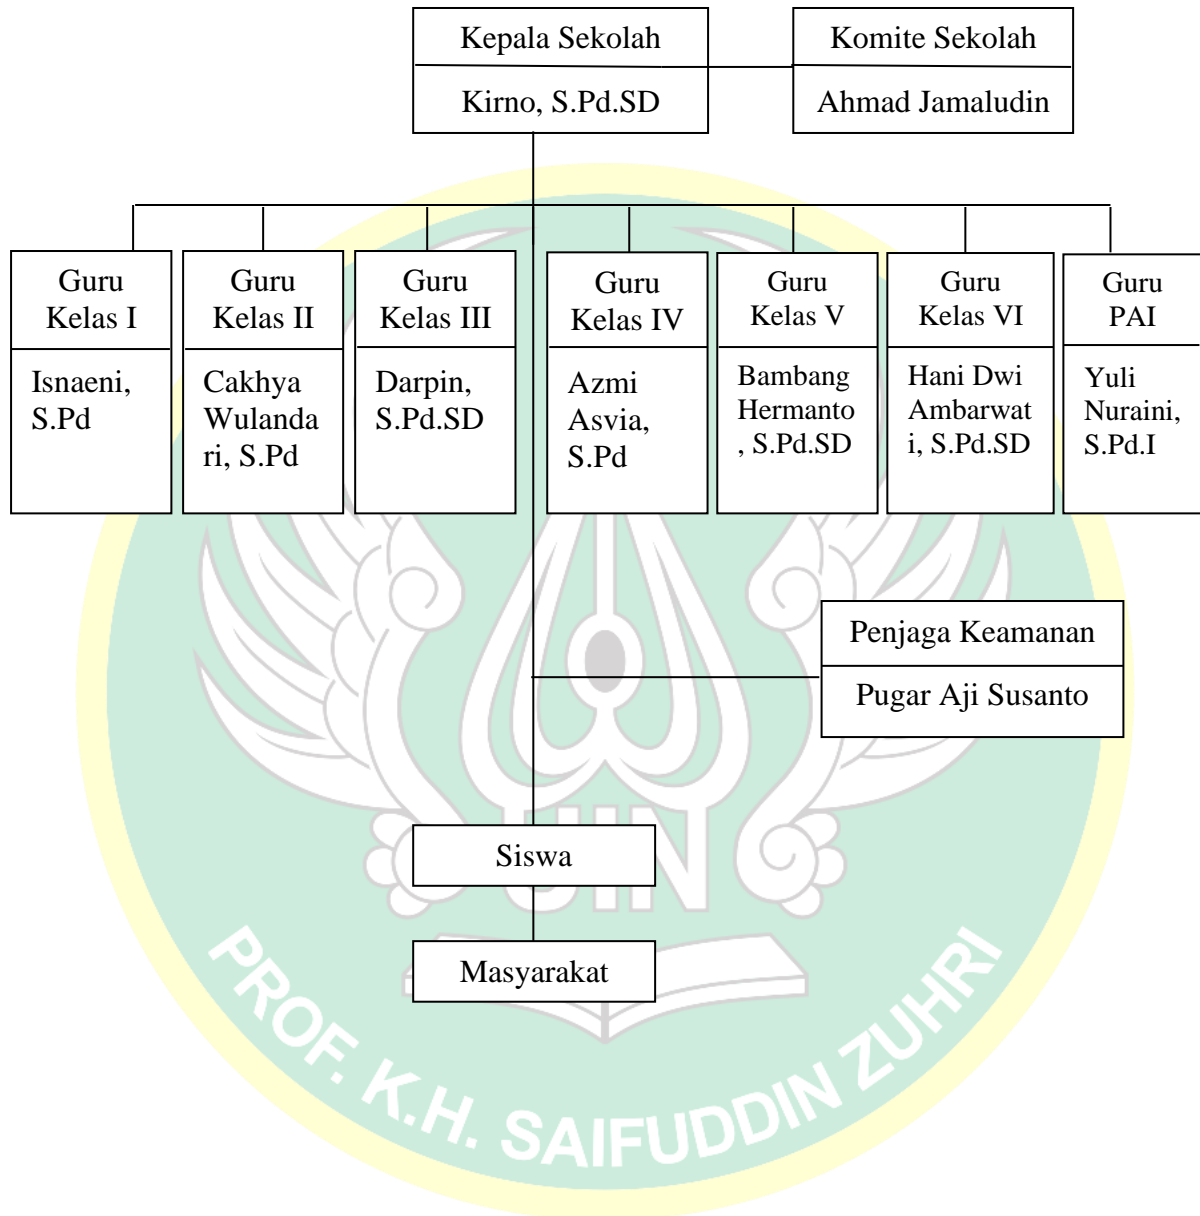 Kepala Sekolah
Kirno, S.Pd.SD
Komite Sekolah
Ahmad Jamaludin
Guru
Kelas I
Isnaeni,
S.Pd
Guru
Kelas II
Cakhya
Wulanda
ri, S.Pd
Guru
Kelas III
Darpin,
S.Pd.SD
Guru
Kelas IV
Azmi
Asvia,
S.Pd
Guru
Kelas V
Bambang
Hermanto
, S.Pd.SD
Guru
Kelas VI
Hani Dwi
Ambarwat
i, S.Pd.SD
Guru
PAI
Yuli
Nuraini,
S.Pd.I
Penjaga Keamanan
Pugar Aji Susanto
Siswa
Masyarakat
UIN
PROF. K.H. SAIFUDDIN ZUHRI